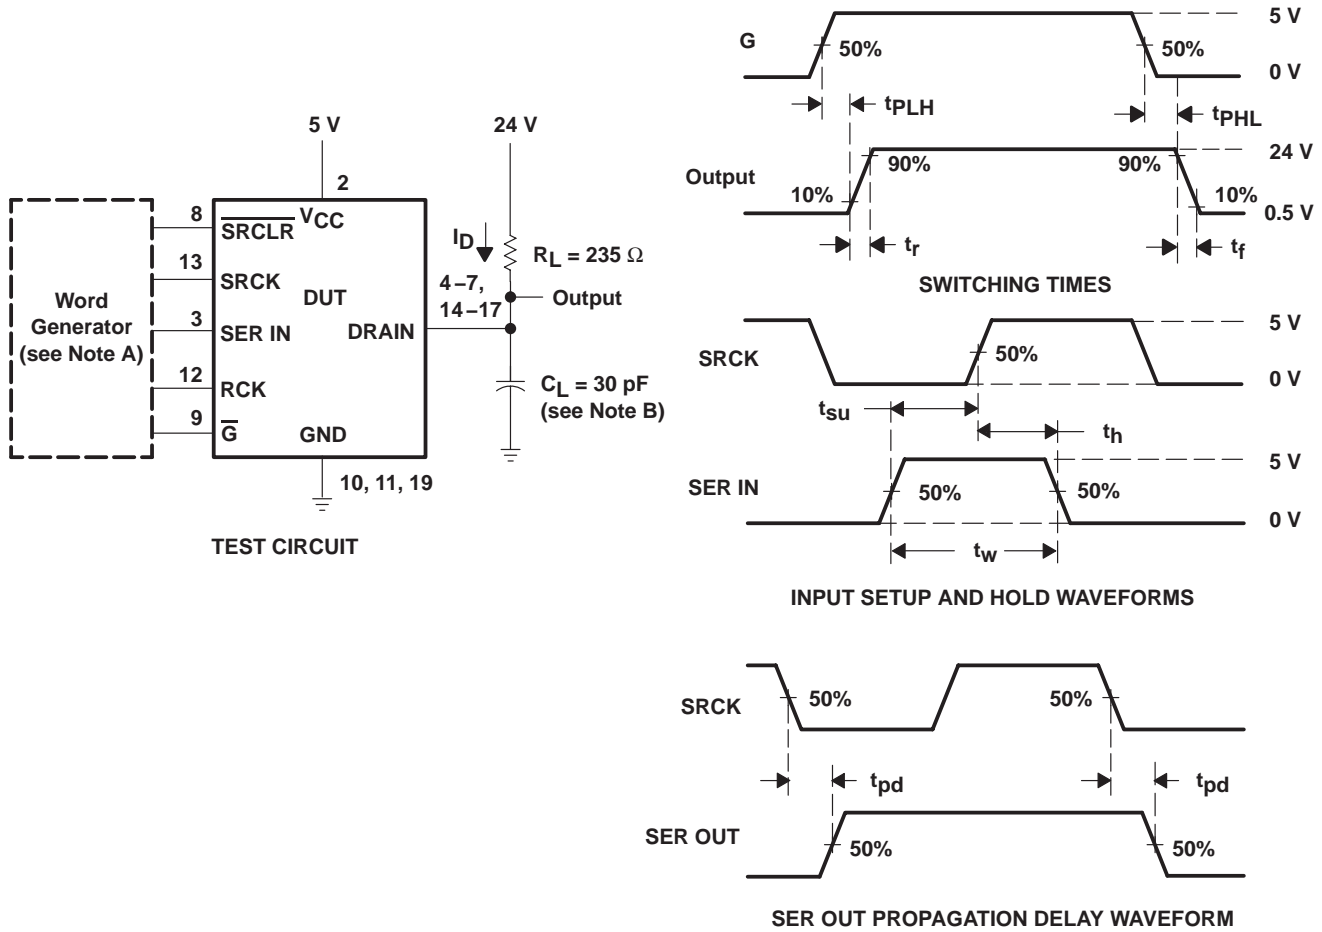 5 V
24 V
2
Word
Generator
(see Note A)
8
SRCLR
VCC
13
SRCK
DUT
3
SER IN
DRAIN
12
RCK
9
G
GND
10, 11, 19
ID
RL = 235 Ω
4–7,
14–17
Output
CL = 30 pF
(see Note B)
TEST CIRCUIT
G
50%
50%
5 V
0 V
tPLH
tPHL
Output
10%
90%
90%
10%
24 V
0.5 V
tr
tf
SWITCHING TIMES
SRCK
50%
5 V
0 V
tsu
th
SER IN
50%
50%
5 V
0 V
tw
INPUT SETUP AND HOLD WAVEFORMS
SRCK
50%
50%
tpd
tpd
SER OUT
50%
50%
SER OUT PROPAGATION DELAY WAVEFORM